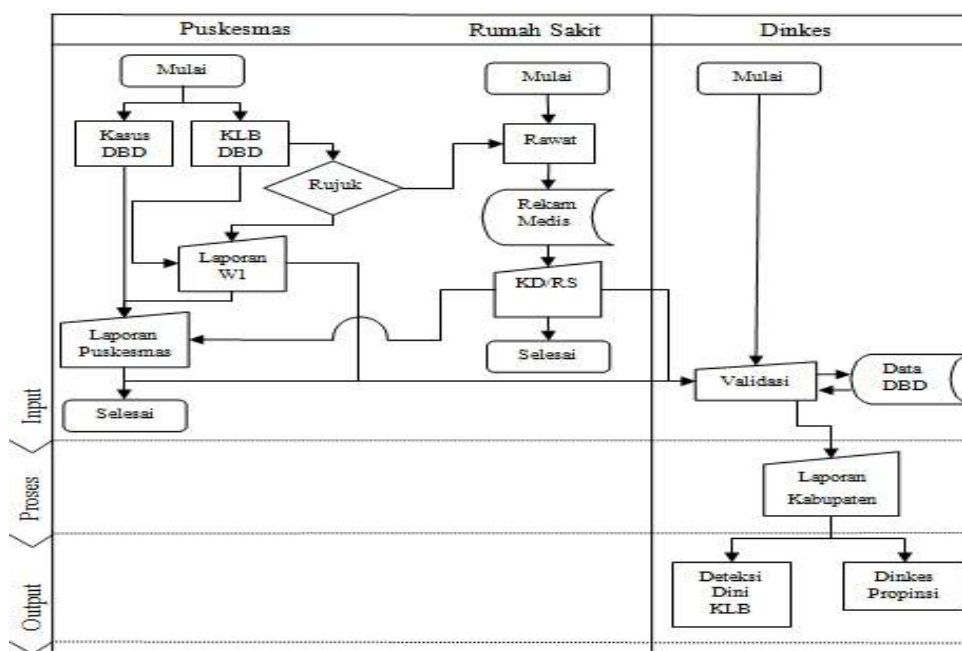 Puskesmas
Rumah Sakit
Dinkes
Mulai
Mulai
Mulai
Kasus
DBD
KLB
DBD
Rawat
Rujuk
Rekam
Medis
Laporan
W1
KD/RS
Laporan
Puskesmas
Selesai
Validasi
Data
DBD
Selesai
Input
Laporan
Kabupaten
Proses
Deteksi
Dini
KLB
Dinkes
Propinsi
Output